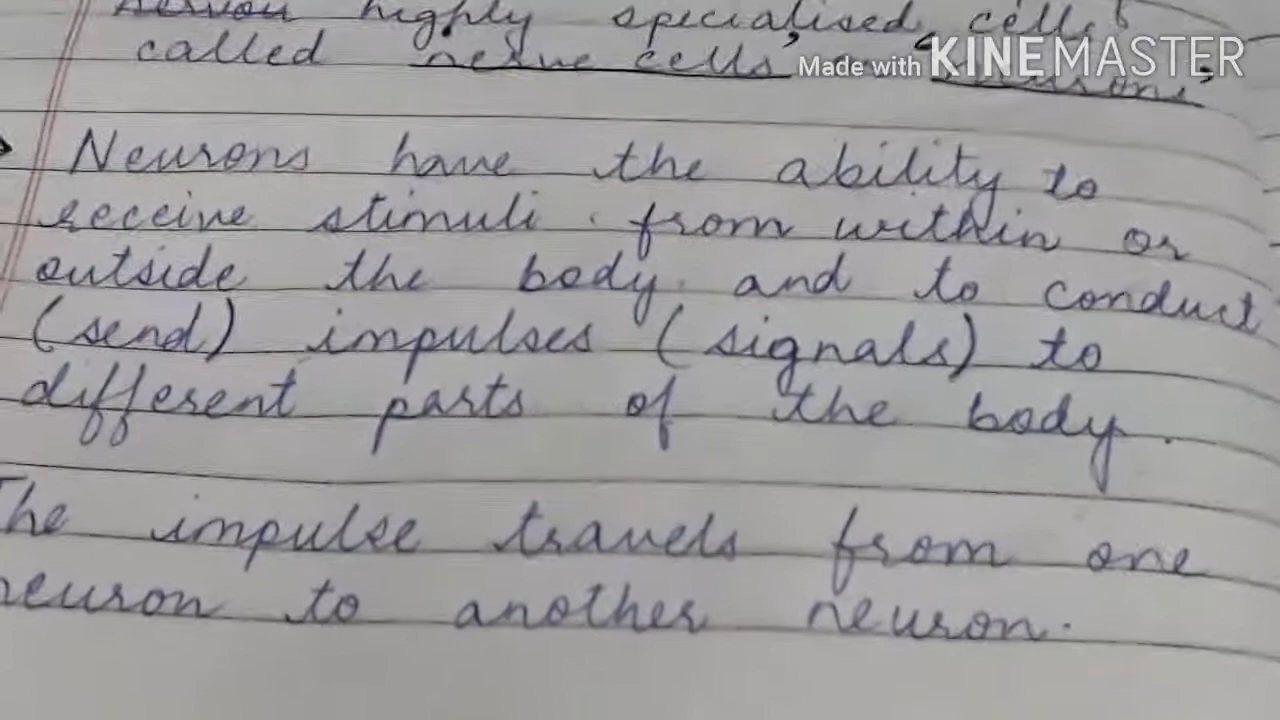 highly specialised cells
called nerve cells'
Made with KINEMASTER
Neurons have the ability to
receive stimuli from within or
outside the body and to conduct
(send) impulses (signals) to
different parts of the body.
The impulse travels from one
neuron to another neuron.